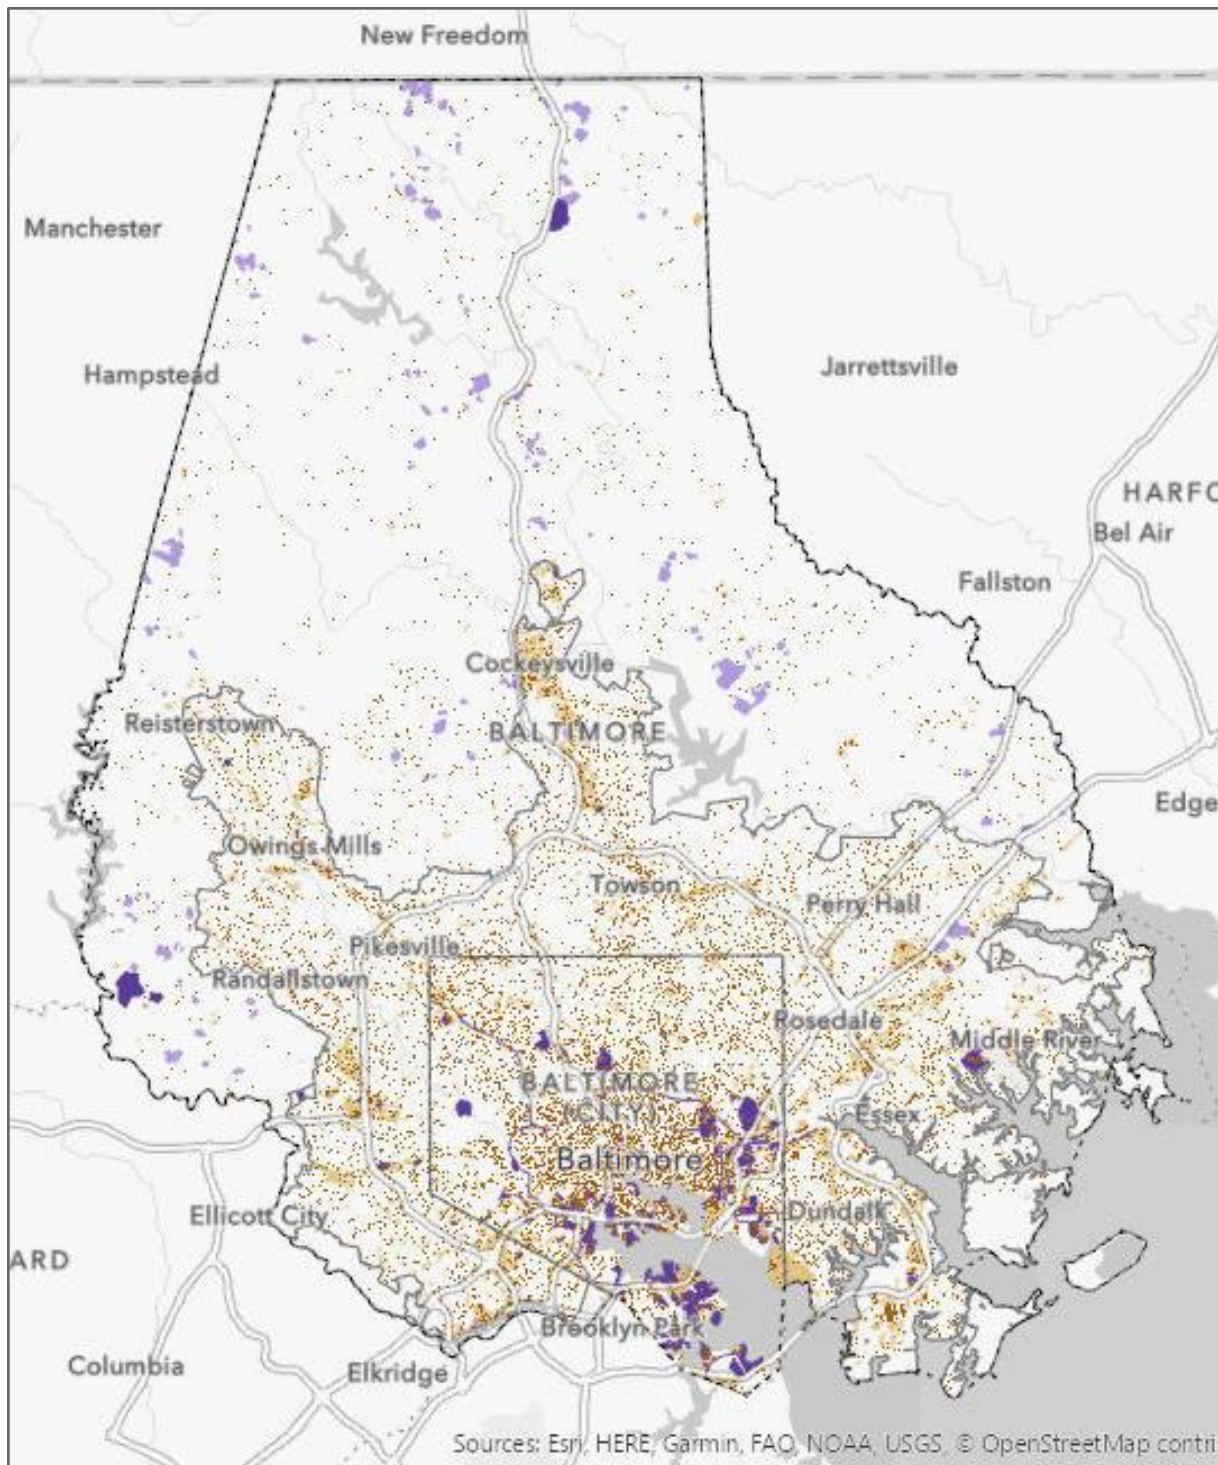 New Freedom
Manchester
Hampstead
Jarrettsville
HARFO
Bel Air
Fallston
Cockeysville
Reisterstown
BALTIMORE
Edge
Owings Mills
Towson
Perry Hall
Pikesville
Randallstown
Rosedale
Middle River
BALTIMORE
(CITY)
Essex
Baltimore
Ellicott City
Dundalk
ARD
Brooklyn Park
Columbia
Elkridge
Sources: Esri, HERE, Garmin, FAO, NOAA, USGS, © OpenStreetMap contri